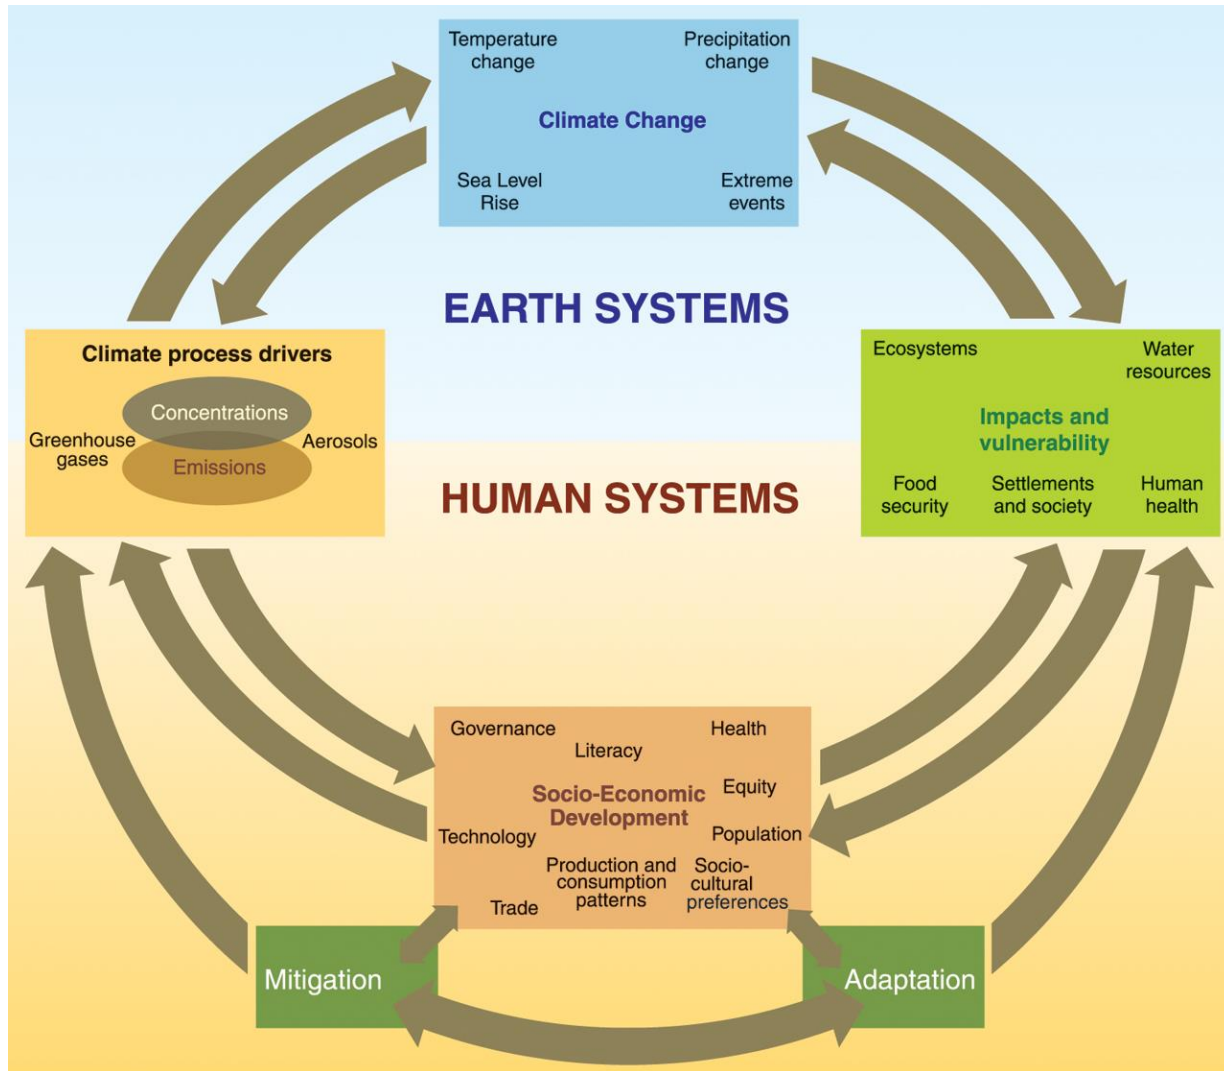 Temperature
change
Precipitation
change
Climate Change
Sea Level
Rise
Extreme
events
EARTH SYSTEMS
Climate process drivers
Concentrations
Greenhouse
gases
Aerosols
Emissions
Ecosystems
Water
resources
Impacts and
vulnerability
Food
security
Settlements
and society
Human
health
HUMAN SYSTEMS
Governance
Literacy
Health
Socio-Economic
Development
Equity
Technology
Population
Production and
consumption
patterns
Socio-
cultural
preferences
Trade
Mitigation
Adaptation